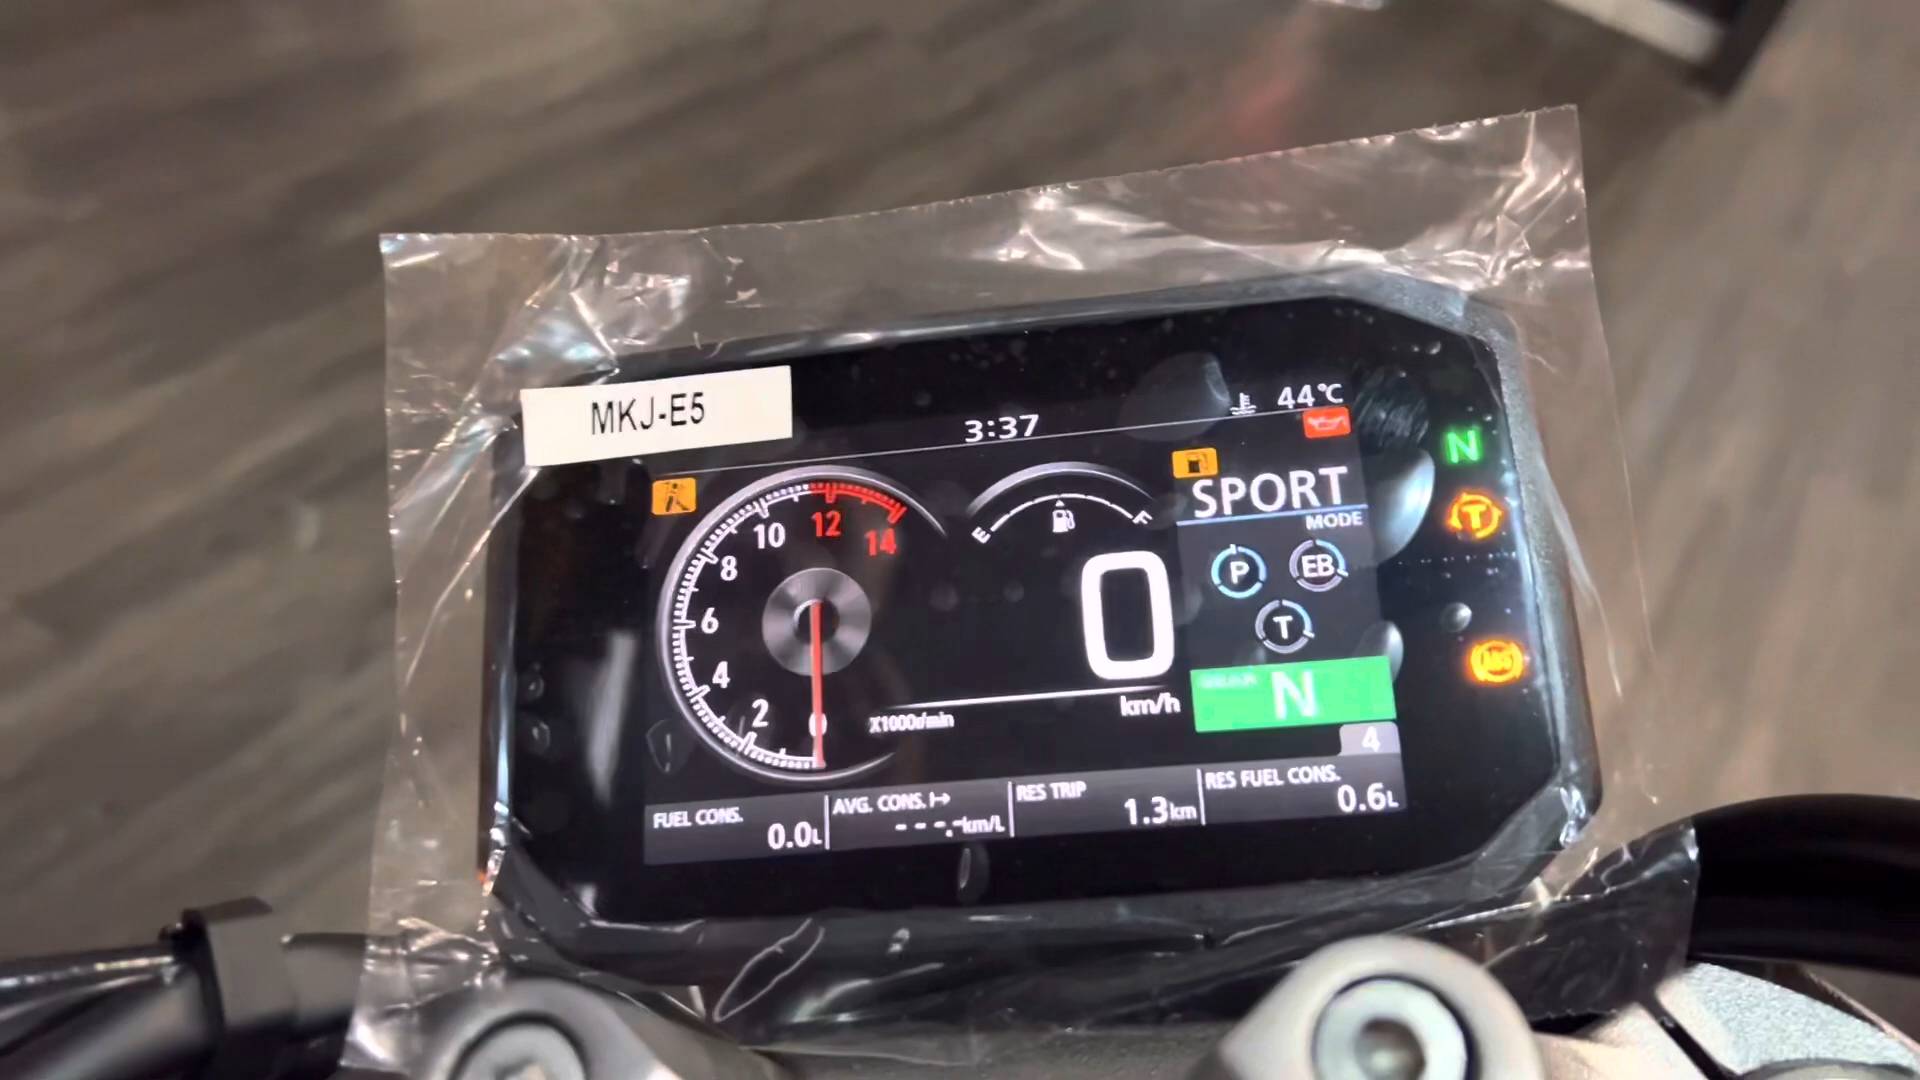 MKJ-E5
3:37
44°C
N
SPORT
MODE
T
P
EB
T
E
F
14
12
10
8
6
4
2
0
X1000r/min
0
km/h
N
ABS
4
FUEL CONS.
0.0L
AVG. CONS.
---.-km/L
RES TRIP
1.3km
RES FUEL CONS.
0.6L